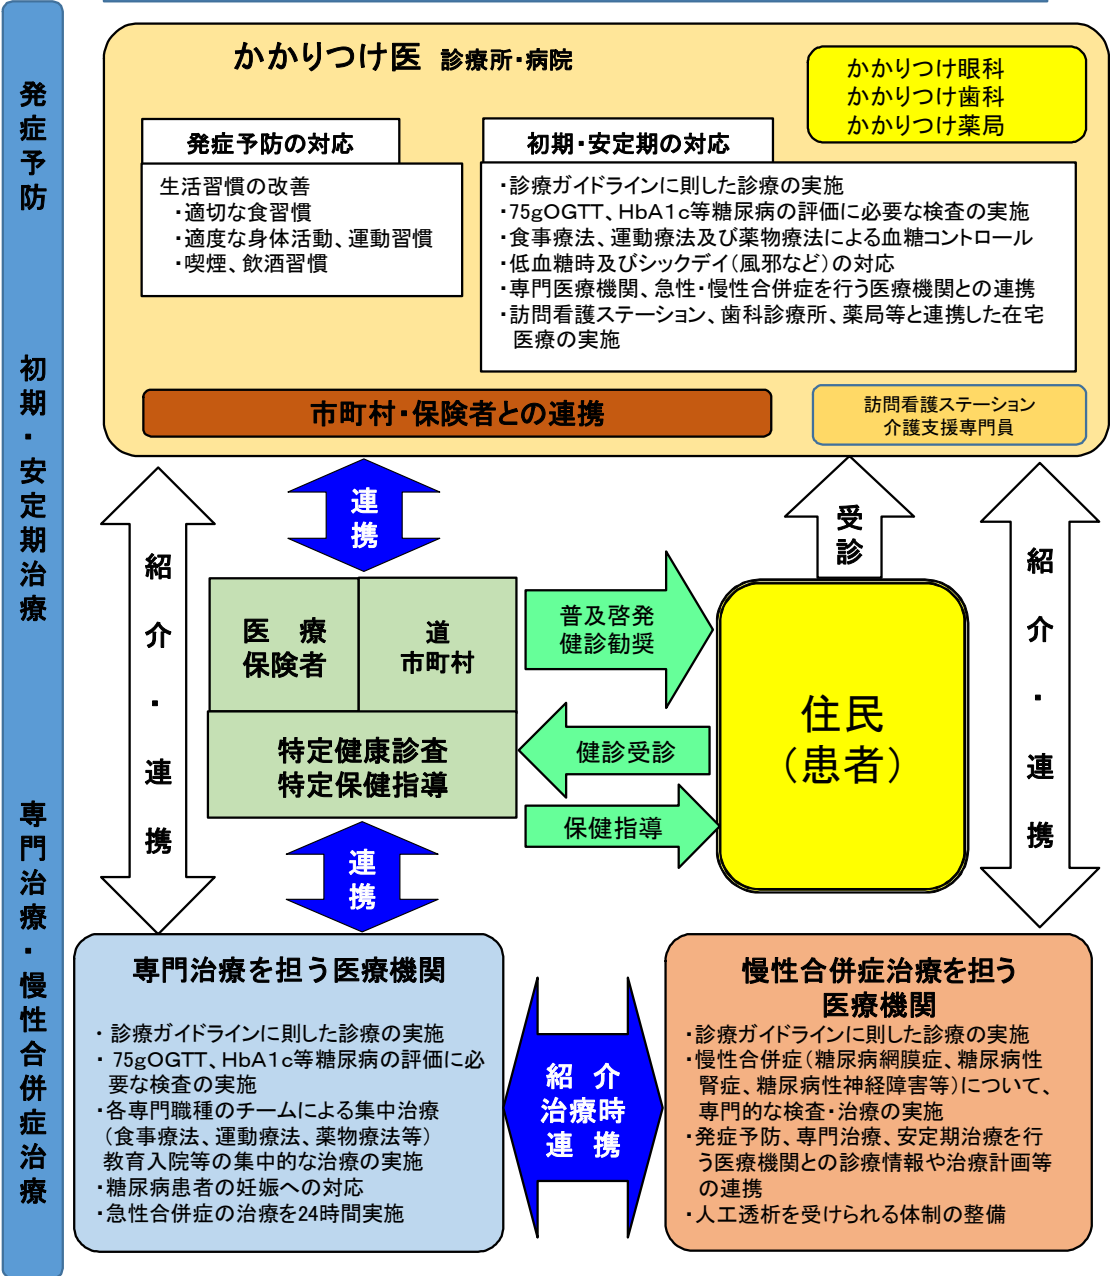 発症予防
初期・安定期治療
専門治療・慢性合併症治療
かかりつけ医 診療所・病院
かかりつけ眼科
かかりつけ歯科
かかりつけ薬局
発症予防の対応
生活習慣の改善
・適切な食習慣
・適度な身体活動、運動習慣
・喫煙、飲酒習慣
初期・安定期の対応
・診療ガイドラインに則した診療の実施
・75gOGTT、HbA1c等糖尿病の評価に必要な検査の実施
・食事療法、運動療法及び薬物療法による血糖コントロール
・低血糖時及びシックデイ（風邪など）の対応
・専門医療機関、急性・慢性合併症を行う医療機関との連携
・訪問看護ステーション、歯科診療所、薬局等と連携した在宅
医療の実施
市町村・保険者との連携
訪問看護ステーション
介護支援専門員
紹介・連携
連携
受診
紹介・連携
医 療
保険者
道
市町村
特定健康診査
特定保健指導
普及啓発
健診勧奨
健診受診
保健指導
住民
（患者）
連携
専門治療を担う医療機関
・ 診療ガイドラインに則した診療の実施
・ 75gOGTT、HbA1c等糖尿病の評価に必
要な検査の実施
・各専門職種のチームによる集中治療
（食事療法、運動療法、薬物療法等）
教育入院等の集中的な治療の実施
・糖尿病患者の妊娠への対応
・急性合併症の治療を24時間実施
紹 介
治療時
連 携
慢性合併症治療を担う
医療機関
・診療ガイドラインに則した診療の実施
・慢性合併症（糖尿病網膜症、糖尿病性
腎症、糖尿病性神経障害等）について、
専門的な検査・治療の実施
・発症予防、専門治療、安定期治療を行
う医療機関との診療情報や治療計画等
の連携
・人工透析を受けられる体制の整備